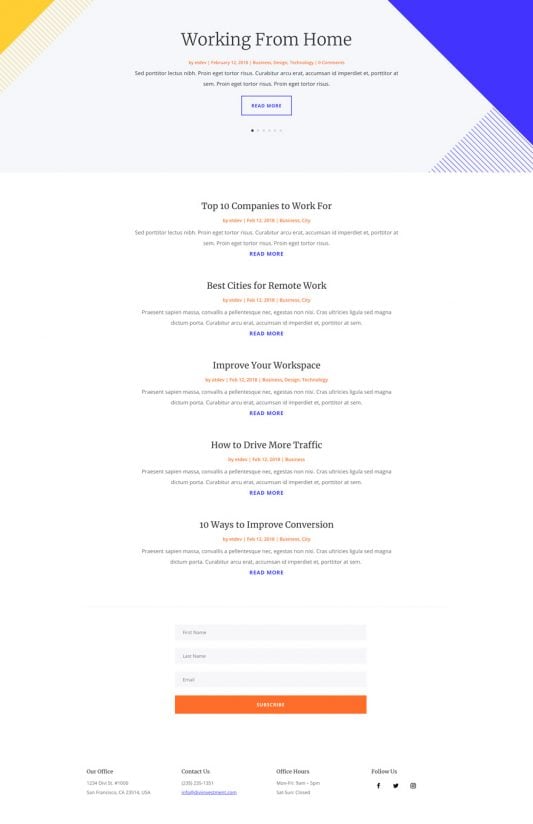 Working From Home
by etdev | February 12, 2018 | Business, Design, Technology | 0 Comments
Sed porttitor lectus nibh. Proin eget tortor risus. Curabitur arcu erat, accumsan id imperdiet et, porttitor at
sem. Proin eget tortor risus. Proin eget tortor risus.
READ MORE
Top 10 Companies to Work For
by etdev | Feb 12, 2018 | Business, City
Sed porttitor lectus nibh. Proin eget tortor risus. Curabitur arcu erat, accumsan id imperdiet et, porttitor at
sem. Proin eget tortor risus. Proin eget tortor risus.
READ MORE
Best Cities for Remote Work
by etdev | Feb 12, 2018 | Business, City
Praesent sapien massa, convallis a pellentesque nec, egestas non nisi. Cras ultricies ligula sed magna
dictum porta. Curabitur arcu erat, accumsan id imperdiet et, porttitor at sem.
READ MORE
Improve Your Workspace
by etdev | Feb 12, 2018 | Business, Design, Technology
Praesent sapien massa, convallis a pellentesque nec, egestas non nisi. Cras ultricies ligula sed magna
dictum porta. Curabitur arcu erat, accumsan id imperdiet et, porttitor at sem.
READ MORE
How to Drive More Traffic
by etdev | Feb 12, 2018 | Business
Praesent sapien massa, convallis a pellentesque nec, egestas non nisi. Cras ultricies ligula sed magna
dictum porta. Curabitur arcu erat, accumsan id imperdiet et, porttitor at sem.
READ MORE
10 Ways to Improve Conversion
by etdev | Feb 12, 2018 | Business, City
Praesent sapien massa, convallis a pellentesque nec, egestas non nisi. Cras ultricies ligula sed magna
dictum porta. Curabitur arcu erat, accumsan id imperdiet et, porttitor at sem.
READ MORE
First Name
Last Name
Email
SUBSCRIBE
Our Office
1234 Divi St. #1000
San Francisco, CA 23514, USA
Contact Us
(235) 235-1351
info@diviinvestment.com
Office Hours
Mon-Fri: 9am – 5pm
Sat Sun: Closed
Follow Us